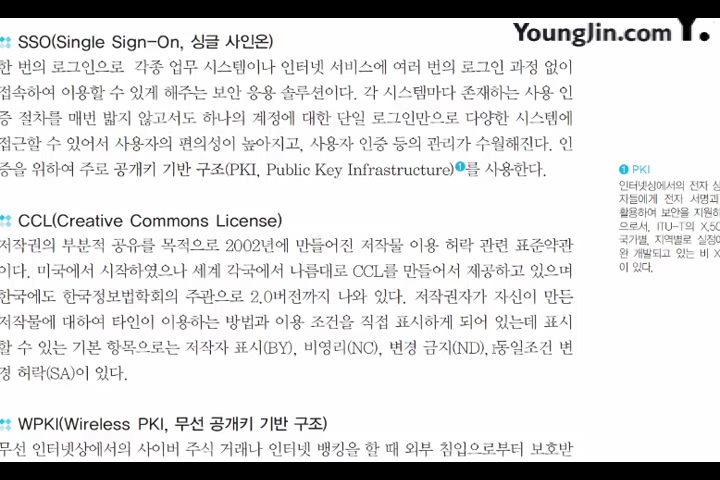 YoungJin.com Y.
SSO(Single Sign-On, 싱글 사인온)
한 번의 로그인으로 각종 업무 시스템이나 인터넷 서비스에 여러 번의 로그인 과정 없이
접속하여 이용할 수 있게 해주는 보안 응용 솔루션이다. 각 시스템마다 존재하는 사용 인
증 절차를 매번 밟지 않고서도 하나의 계정에 대한 단일 로그인만으로 다양한 시스템에
접근할 수 있어서 사용자의 편의성이 높아지고, 사용자 인증 등의 관리가 수월해진다. 인
증을 위하여 주로 공개키 기반 구조(PKI, Public Key Infrastructure)❶를 사용한다.
❶ PKI
인터넷상에서의 전자 상
자들에게 전자 서명과
활용하여 보안을 지원하
으로서, ITU-T의 X.50
국가별, 지역별로 실정에
완 개발되고 있는 비 X
이 있다.
CCL(Creative Commons License)
저작권의 부분적 공유를 목적으로 2002년에 만들어진 저작물 이용 허락 관련 표준약관
이다. 미국에서 시작하였으나 세계 각국에서 나름대로 CCL를 만들어서 제공하고 있으며
한국에도 한국정보법학회의 주관으로 2.0버전까지 나와 있다. 저작권자가 자신이 만든
저작물에 대하여 타인이 이용하는 방법과 이용 조건을 직접 표시하게 되어 있는데 표시
할 수 있는 기본 항목으로는 저작자 표시(BY), 비영리(NC), 변경 금지(ND), 동일조건 변
경 허락(SA)이 있다.
WPKI(Wireless PKI, 무선 공개키 기반 구조)
무선 인터넷상에서의 사이버 주식 거래나 인터넷 뱅킹을 할 때 외부 침입으로부터 보호받